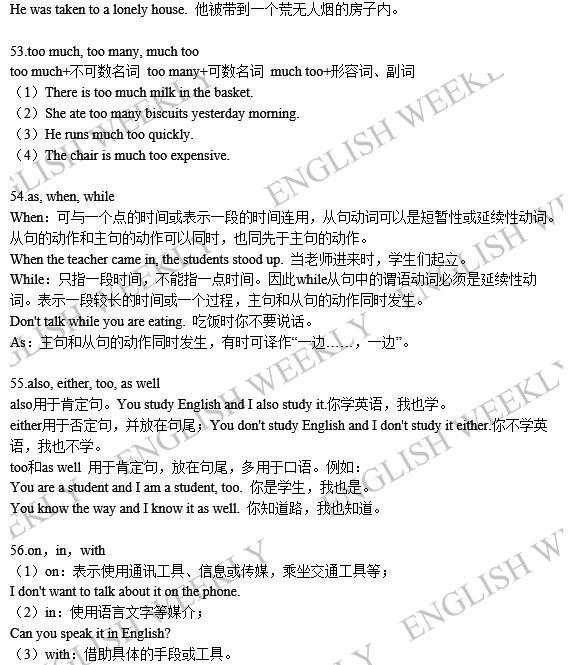 He was taken to a lonely house. 他被带到一个荒无人烟的房子内。
53.too much, too many, much too
too much+不可数名词 too many+可数名词 much too+形容词、副词
（1）There is too much milk in the basket.
（2）She ate too many biscuits yesterday morning.
（3）He runs much too quickly.
（4）The chair is much too expensive.
54.as, when, while
When：可与一个点的时间或表示一段的时间连用，从句动词可以是短暂性或延续性动词。
从句的动作和主句的动作可以同时，也同先于主句的动作。
When the teacher came in, the students stood up. 当老师进来时，学生们起立。
While：只指一段时间，不能指一点时间。因此while从句中的谓语动词必须是延续性动
词。表示一段较长的时间或一个过程，主句和从句的动作同时发生。
Don't talk while you are eating. 吃饭时你不要说话。
As：主句和从句的动作同时发生，有时可译作“一边……，一边”。
55.also, either, too, as well
also用于肯定句。You study English and I also study it.你学英语，我也学。
either用于否定句，并放在句尾；You don't study English and I don't study it either.你不学英
语，我也不学。
too和as well 用于肯定句，放在句尾，多用于口语。例如：
You are a student and I am a student, too. 你是学生，我也是。
You know the way and I know it as well. 你知道路，我也知道。
56.on，in，with
（1）on：表示使用通讯工具、信息或传媒，乘坐交通工具等；
I don't want to talk about it on the phone.
（2）in：使用语言文字等媒介；
Can you speak it in English?
（3）with：借助具体的手段或工具。
ENGLISH WEEKLY